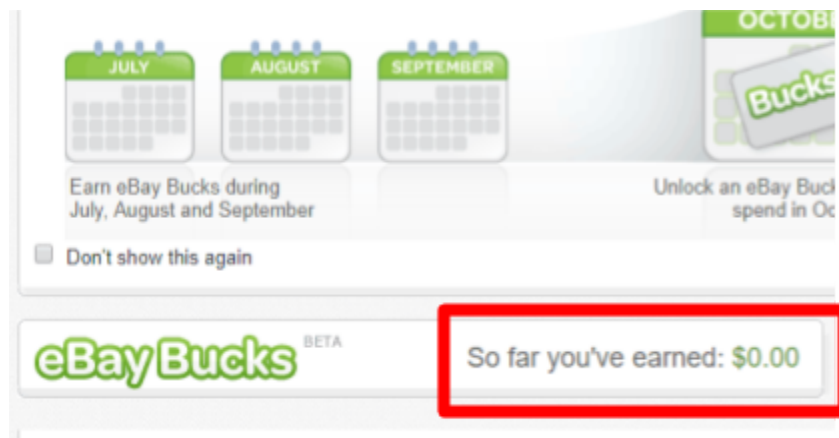 OCTOB
JULY AUGUST SEPTEMBER
Bucks
Earn eBay Bucks during
July, August and September
Unlock an eBay Buck
spend in Oc
Don't show this again
eBay Bucks BETA
So far you've earned: $0.00